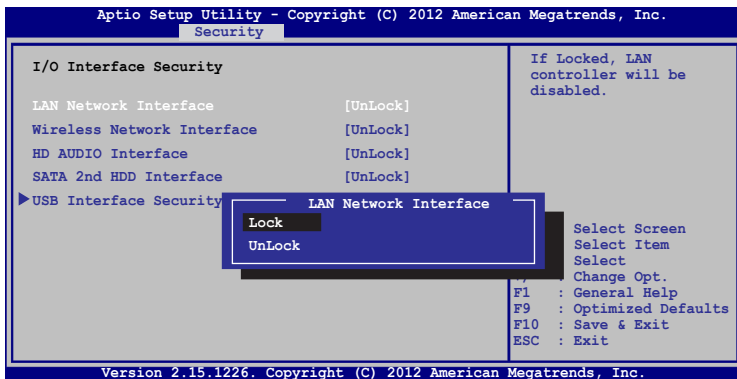 Aptio Setup Utility - Copyright (C) 2012 American Megatrends, Inc.
Security
I/O Interface Security
LAN Network Interface [UnLock]
Wireless Network Interface [UnLock]
HD AUDIO Interface [UnLock]
SATA 2nd HDD Interface [UnLock]
USB Interface Security
LAN Network Interface
Lock
UnLock
If Locked, LAN
controller will be
disabled.
Select Screen
Select Item
Select
: Change Opt.
F1 : General Help
F9 : Optimized Defaults
F10 : Save & Exit
ESC : Exit
Version 2.15.1226. Copyright (C) 2012 American Megatrends, Inc.